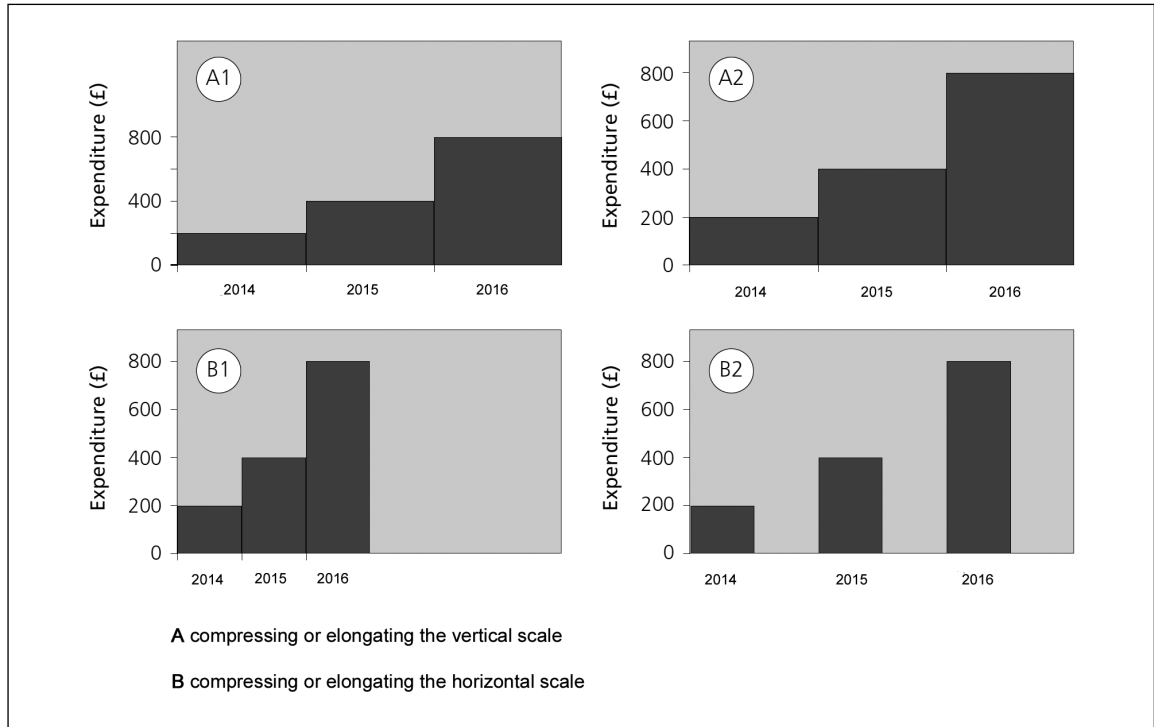 A1
Expenditure (£)
800
400
0
2014 2015 2016
A2
Expenditure (£)
800
600
400
200
0
2014 2015 2016
B1
Expenditure (£)
800
600
400
200
0
2014 2015 2016
B2
Expenditure (£)
800
600
400
200
0
2014 2015 2016
A compressing or elongating the vertical scale
B compressing or elongating the horizontal scale